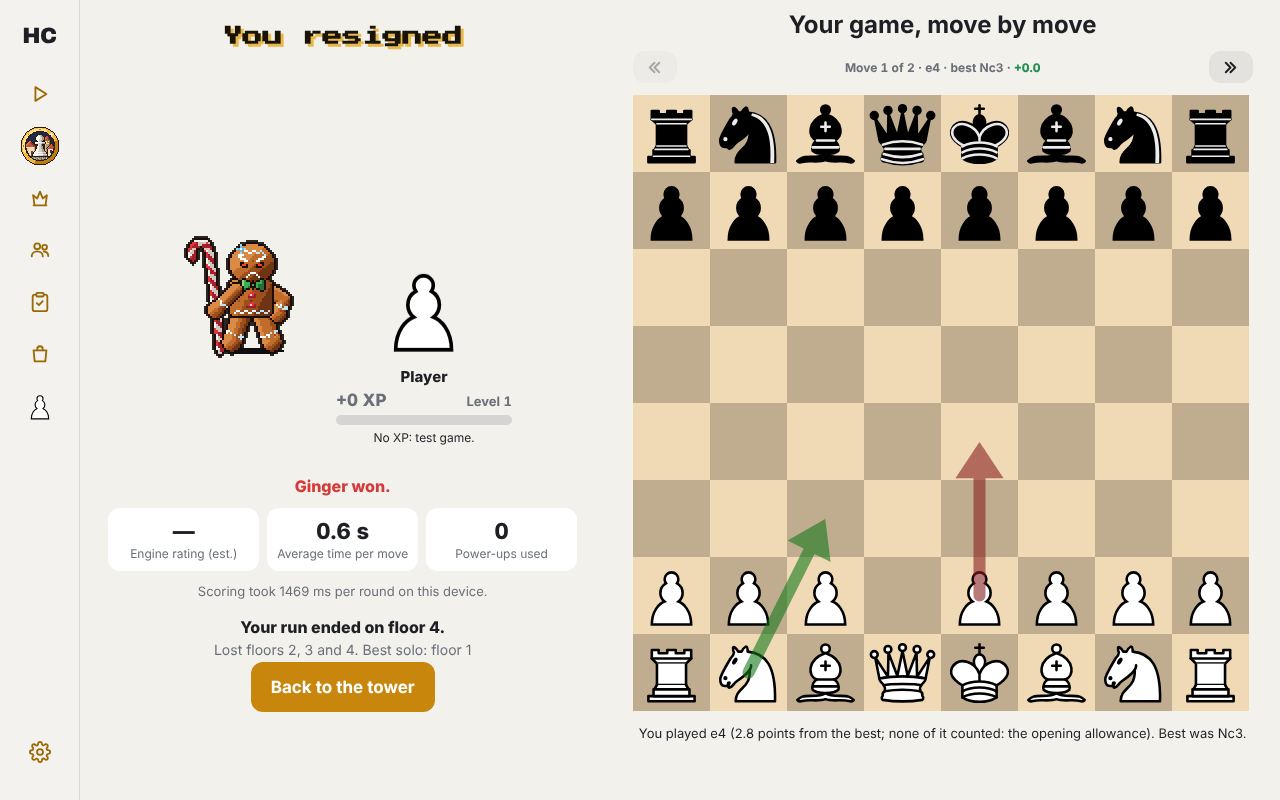 HC
You resigned
Player
+0 XP
Level 1
No XP: test game.
Ginger won.
—
Engine rating (est.)
0.6 s
Average time per move
0
Power-ups used
Scoring took 1469 ms per round on this device.
Your run ended on floor 4.
Lost floors 2, 3 and 4. Best solo: floor 1
Back to the tower
Your game, move by move
Move 1 of 2 · e4 · best Nc3 · +0.0
You played e4 (2.8 points from the best; none of it counted: the opening allowance). Best was Nc3.